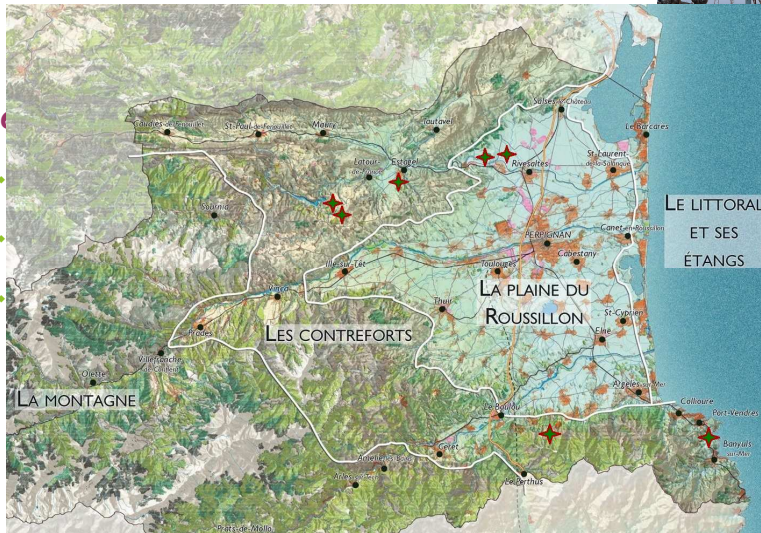 Caudiès-de-Fenouillet
St-Paul-de-Fenouillet
Maury
Tautavel
Salses-le-Château
Le Barcarès
Latour-
de-France
Estagel
Rivesaltes
St-Laurent-
de-la-Salanque
Sournia
LE LITTORAL
ET SES
ÉTANGS
PERPIGNAN
Canet-en-Roussillon
Cabestany
Ille-sur-Têt
Toulouges
Vinça
LA PLAINE DU
ROUSSILLON
Thuir
St-Cyprien
Prades
LES CONTREFORTS
Elne
Villefranche
de-Conflent
Olette
LA MONTAGNE
Argelès-sur-Mer
Collioure
Le Boulou
Port-Vendres
Banyuls
sur-Mer
Céret
Amélie-les-Bains
Arles-sur-Tech
Le Perthus
Prats-de-Mollo